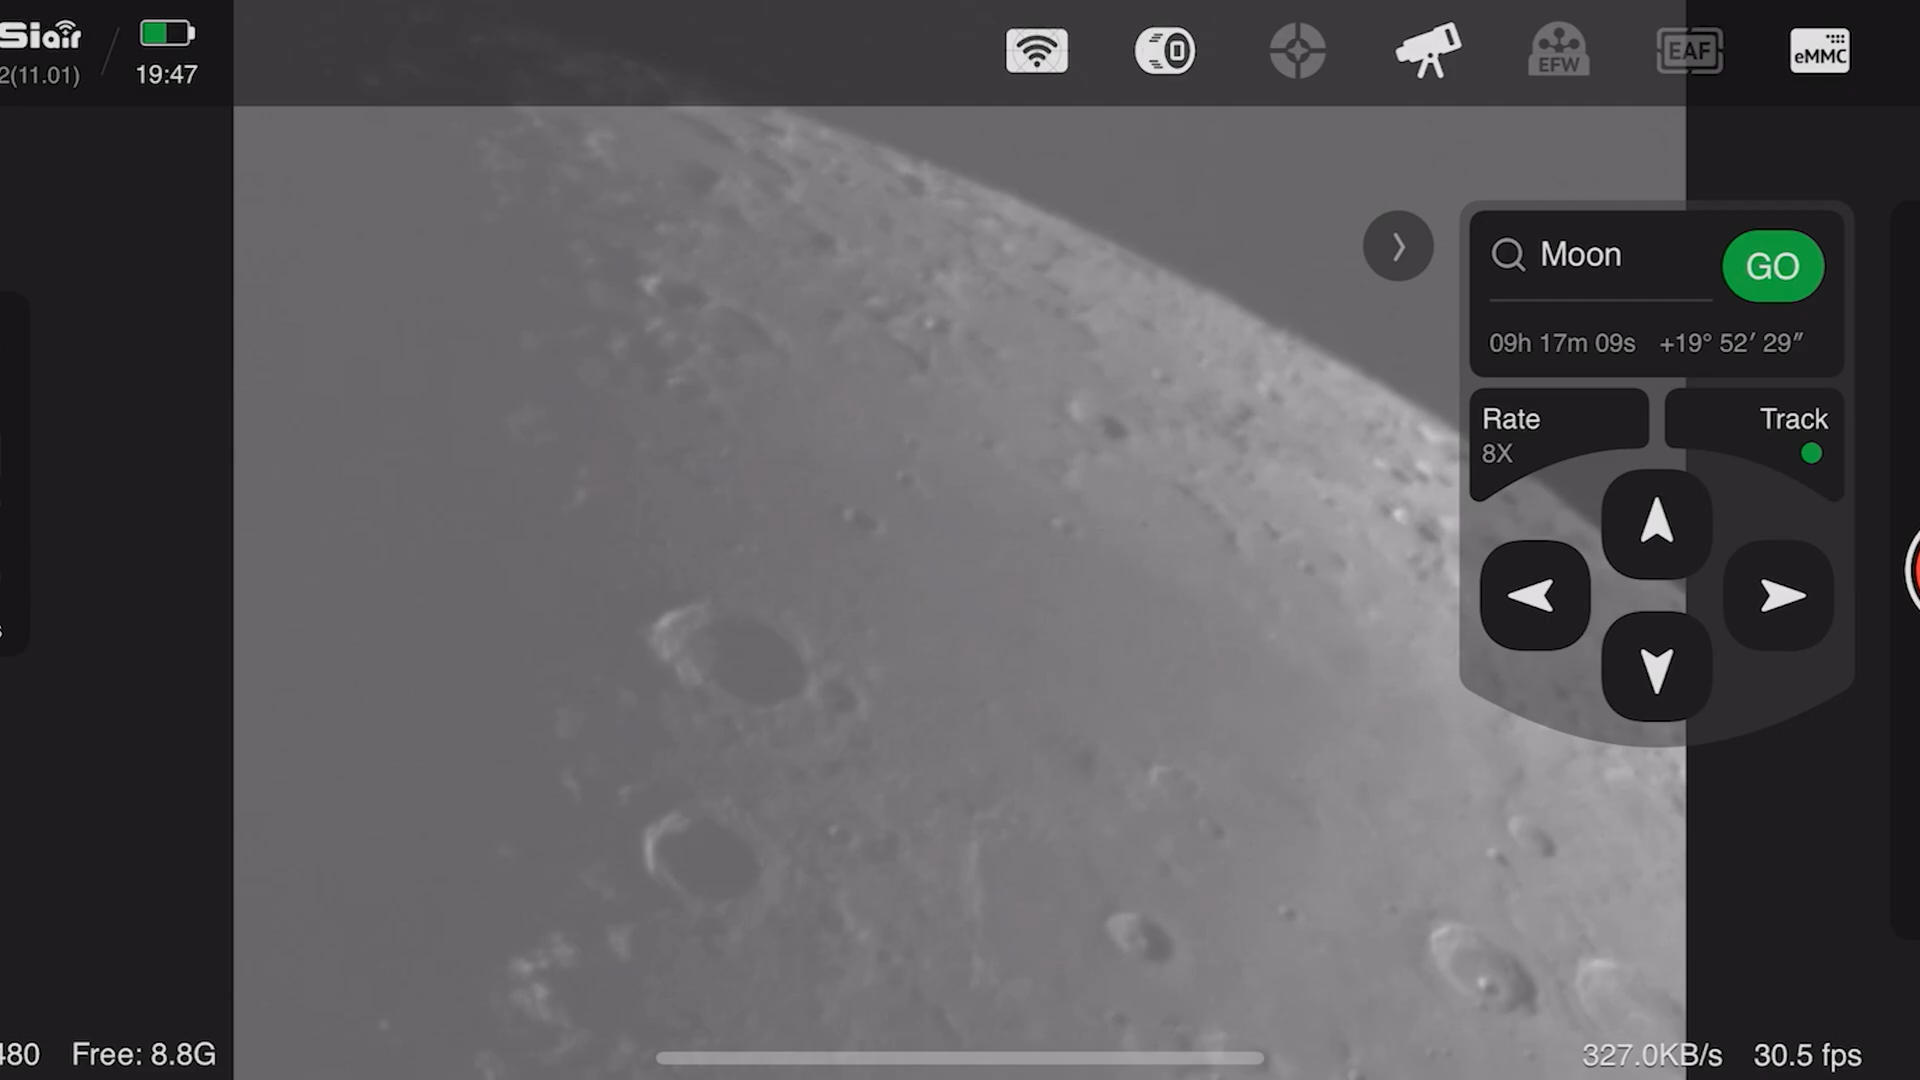 SIair
2(11.01)
19:47
EFW
EAF
eMMC
Moon
GO
09h 17m 09s +19° 52′ 29″
Rate
8X
Track
s
480 Free: 8.8G
327.0KB/s 30.5 fps